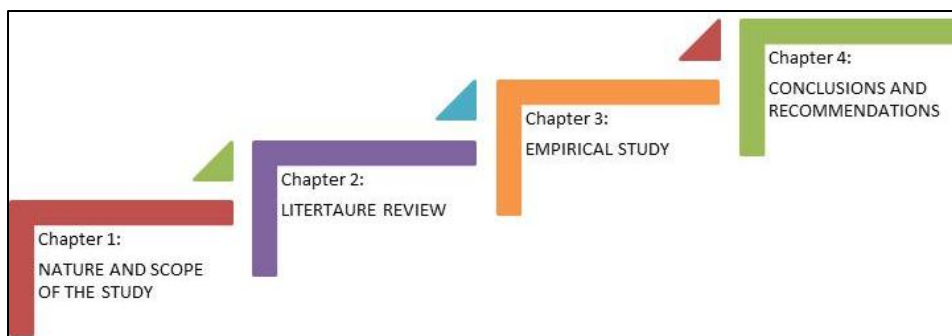 Chapter 1:
NATURE AND SCOPE
OF THE STUDY
Chapter 2:
LITERTAURE REVIEW
Chapter 3:
EMPIRICAL STUDY
Chapter 4:
CONCLUSIONS AND
RECOMMENDATIONS